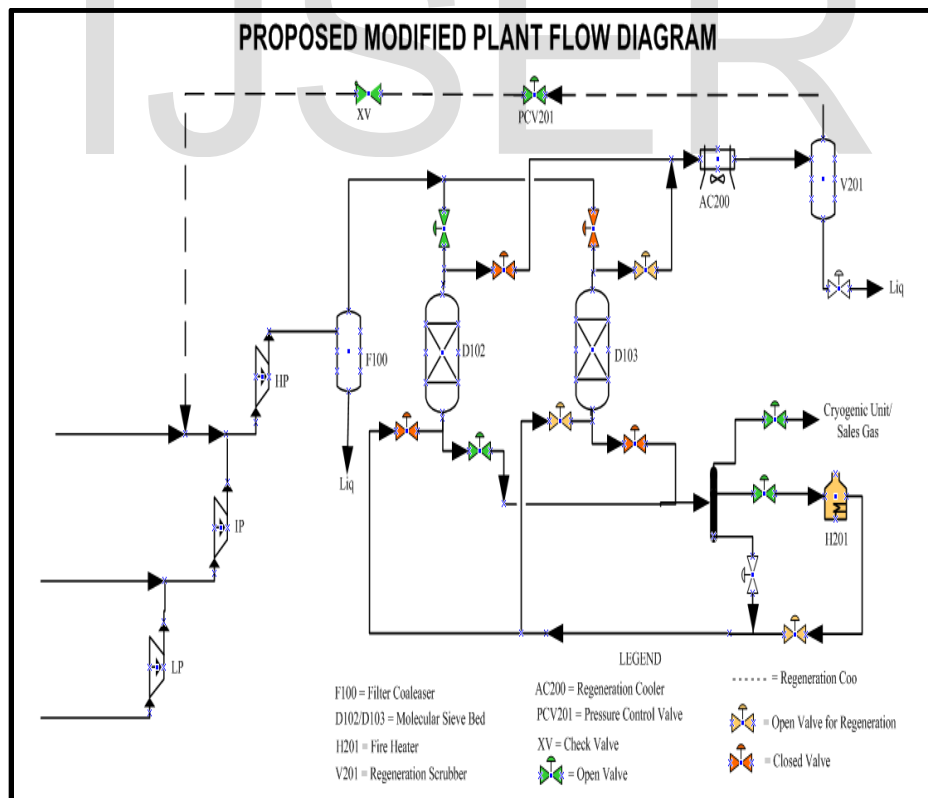 IJSER
PROPOSED MODIFIED PLANT FLOW DIAGRAM
XV
PCV201
AC200
V201
Liq
D102
D103
F100
HP
Liq
Cryogenic Unit/
Sales Gas
H201
IP
LP
LEGEND
F100 = Filter Coaleaser
D102/D103 = Molecular Sieve Bed
H201 = Fire Heater
V201 = Regeneration Scrubber
AC200 = Regeneration Cooler
PCV201 = Pressure Control Valve
XV = Check Valve
= Open Valve
= Regeneration Coo
= Open Valve for Regeneration
= Closed Valve